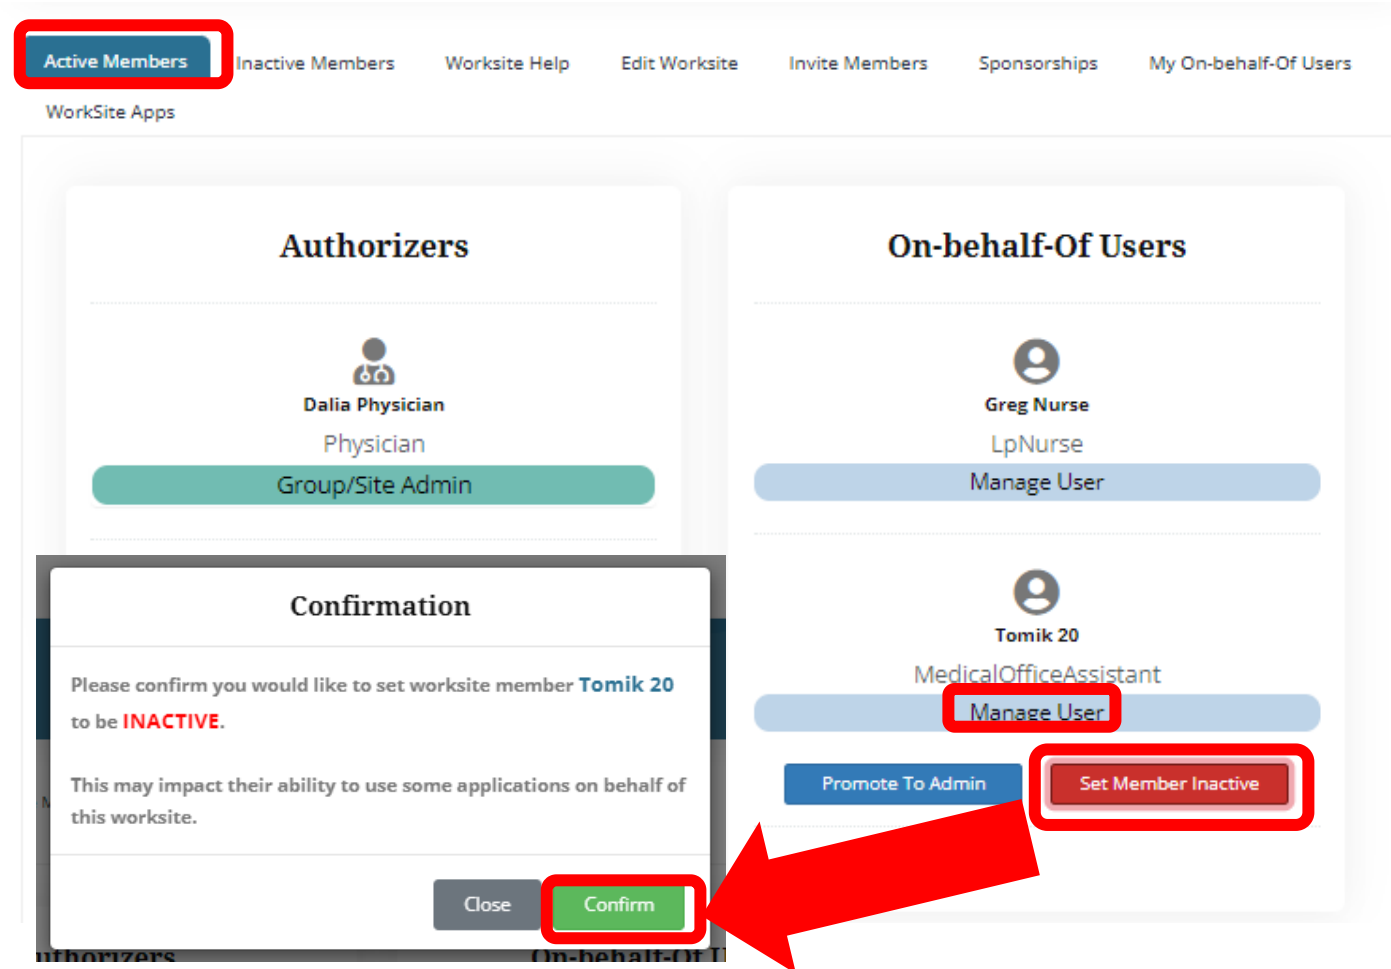 Active Members
Inactive Members
Worksite Help
Edit Worksite
Invite Members
Sponsorships
My On-behalf-Of Users
WorkSite Apps
Authorizers
Dalia Physician
Physician
Group/Site Admin
On-behalf-Of Users
Greg Nurse
LpNurse
Manage User
Tomik 20
MedicalOfficeAssistant
Manage User
Promote To Admin
Set Member Inactive
Confirmation
Please confirm you would like to set worksite member Tomik 20
to be INACTIVE.
This may impact their ability to use some applications on behalf of
this worksite.
Close
Confirm